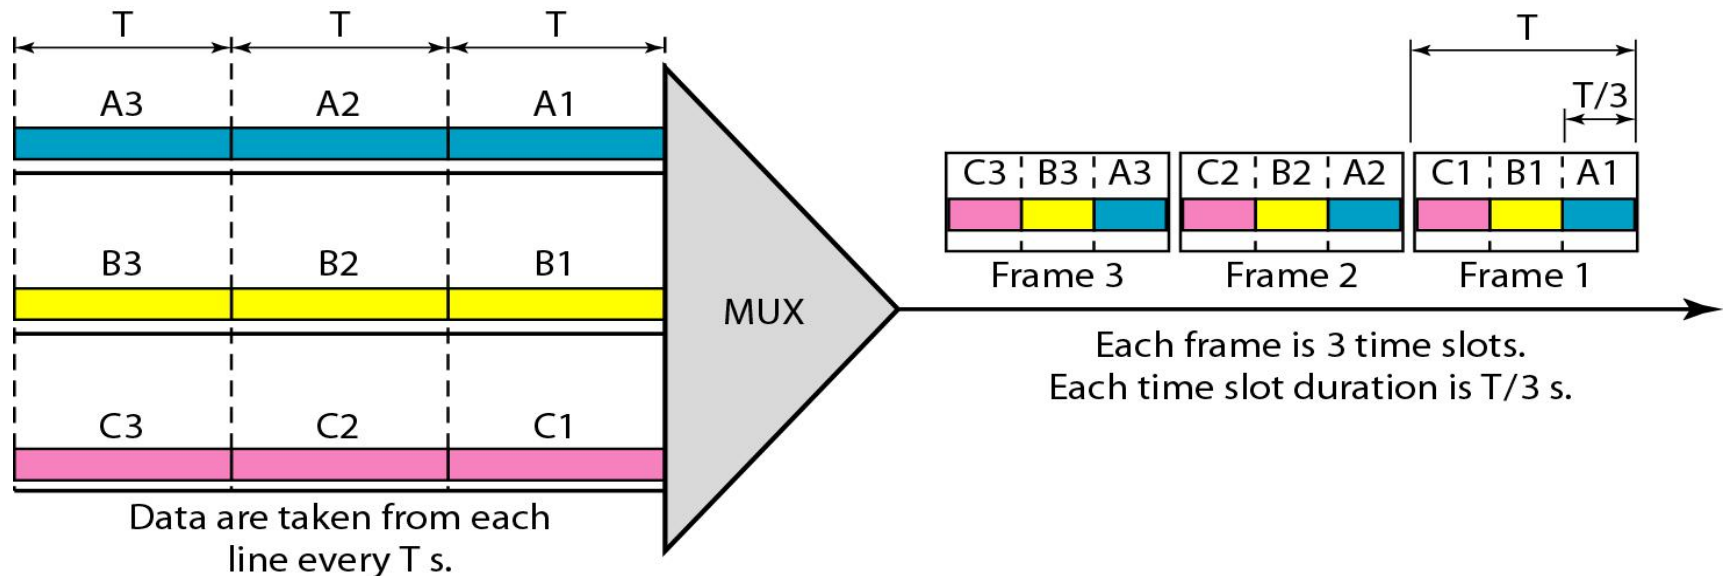 T T T
T
T/3
A3 A2 A1
C3 B3 A3 C2 B2 A2 C1 B1 A1
B3 B2 B1
Frame 3 Frame 2 Frame 1
MUX
Each frame is 3 time slots.
Each time slot duration is T/3 s.
C3 C2 C1
Data are taken from each
line every T s.